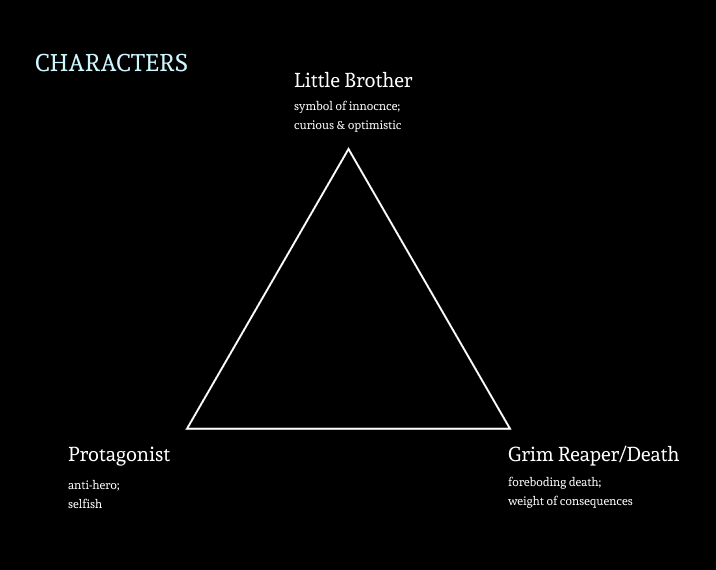 CHARACTERS
Little Brother
symbol of innocnce;
curious & optimistic
Protagonist
anti-hero;
selfish
Grim Reaper/Death
foreboding death;
weight of consequences